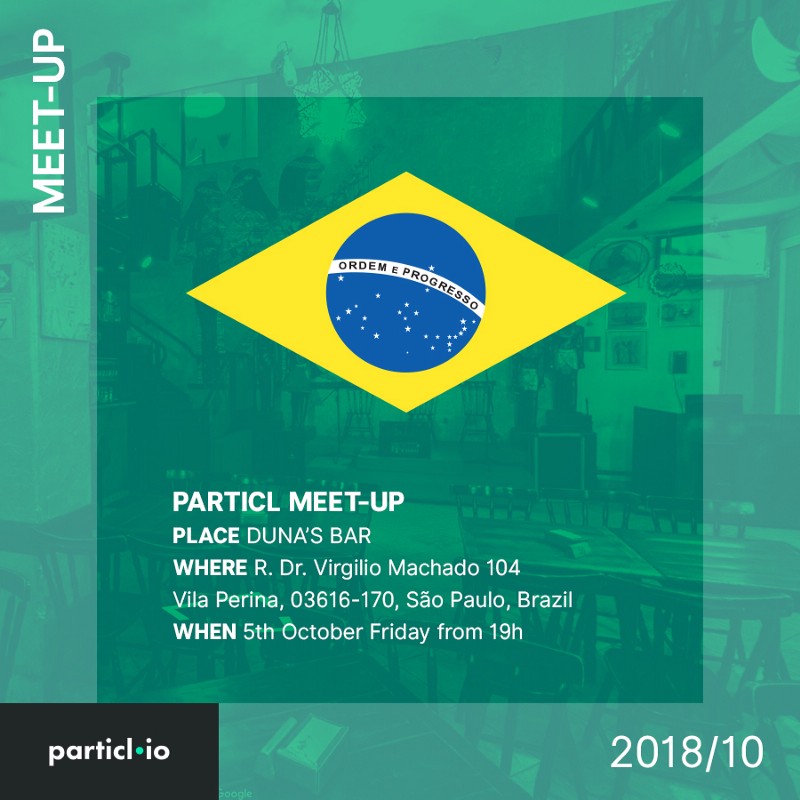 MEET-UP
ORDEM E PROGRESSO
PARTICL MEET-UP
PLACE DUNA'S BAR
WHERE R. Dr. Virgilio Machado 104
Vila Perina, 03616-170, São Paulo, Brazil
WHEN 5th October Friday from 19h
particl.io
2018/10
Google